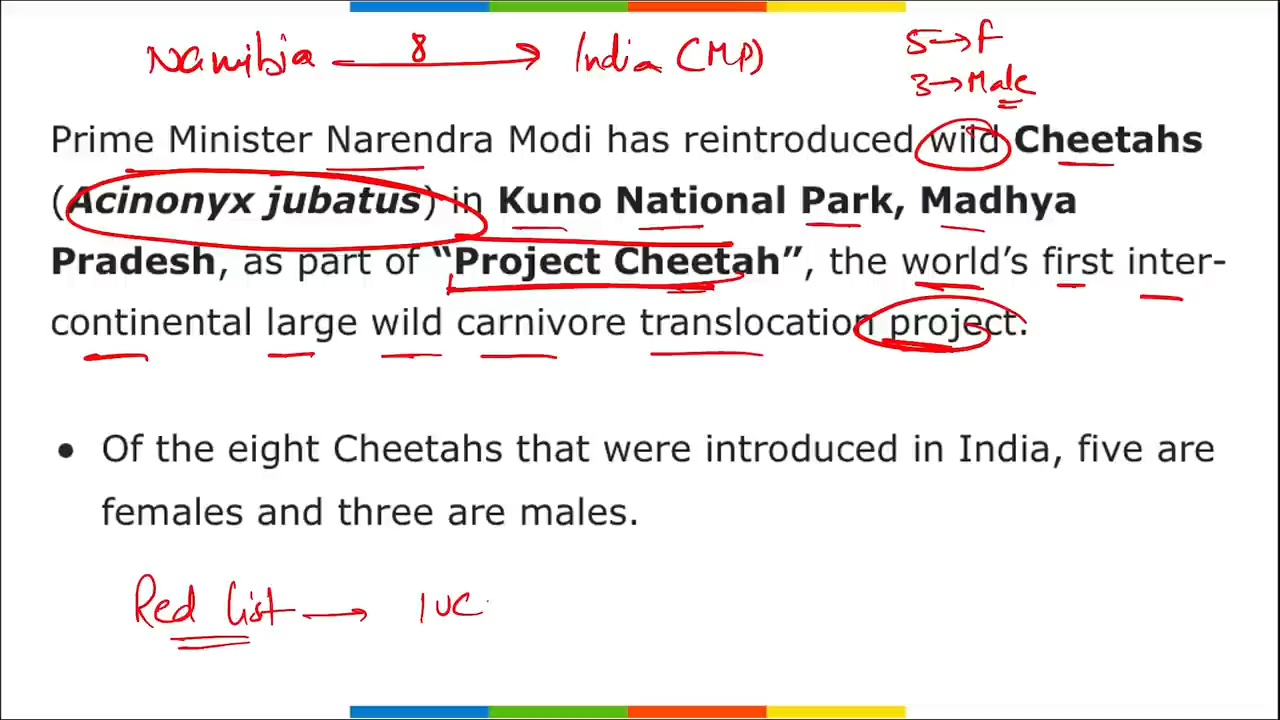 Namibia 8 India (MP) 5→F
3→Male
Prime Minister Narendra Modi has reintroduced wild Cheetahs
(Acinonyx jubatus) in Kuno National Park, Madhya
Pradesh, as part of “Project Cheetah”, the world’s first inter-
continental large wild carnivore translocation project.
• Of the eight Cheetahs that were introduced in India, five are
females and three are males.
Red list → IUC